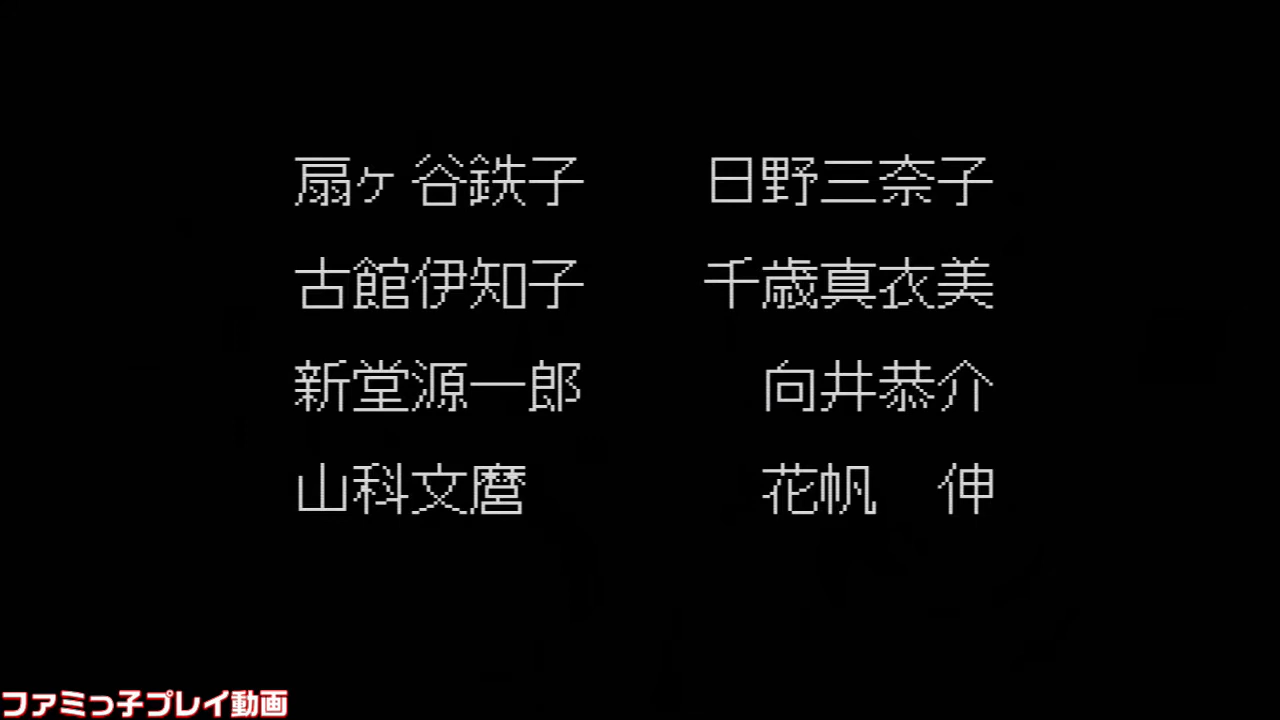 扇ヶ谷鉄子 日野三奈子
古館伊知子 千歳真衣美
新堂源一郎 向井恭介
山科文麿 花帆 伸
ファミっ子プレイ動画